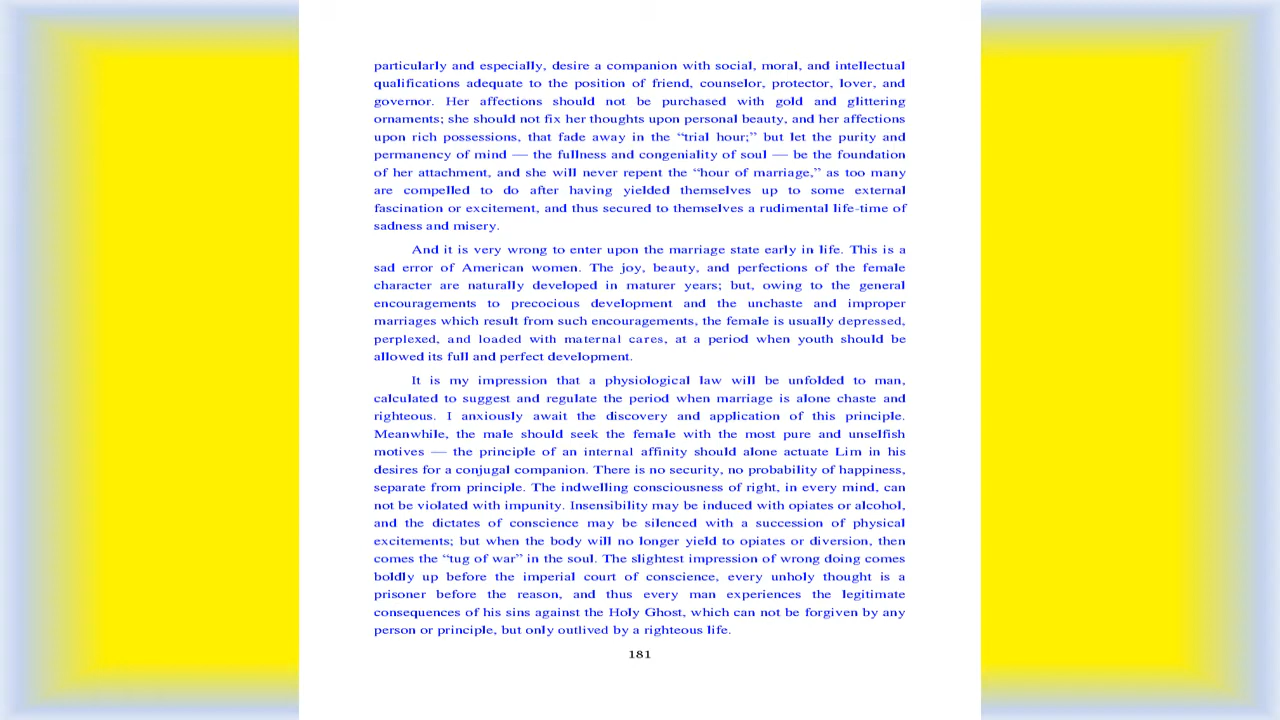 particularly and especially, desire a companion with social, moral, and intellectual
qualifications adequate to the position of friend, counselor, protector, lover, and
governor. Her affections should not be purchased with gold and glittering
ornaments; she should not fix her thoughts upon personal beauty, and her affections
upon rich possessions, that fade away in the “trial hour;” but let the purity and
permanency of mind — the fullness and congeniality of soul — be the foundation
of her attachment, and she will never repent the “hour of marriage,” as too many
are compelled to do after having yielded themselves up to some external
fascination or excitement, and thus secured to themselves a rudimental life-time of
sadness and misery.
And it is very wrong to enter upon the marriage state early in life. This is a
sad error of American women. The joy, beauty, and perfections of the female
character are naturally developed in maturer years; but, owing to the general
encouragements to precocious development and the unchaste and improper
marriages which result from such encouragements, the female is usually depressed,
perplexed, and loaded with maternal cares, at a period when youth should be
allowed its full and perfect development.
It is my impression that a physiological law will be unfolded to man,
calculated to suggest and regulate the period when marriage is alone chaste and
righteous. I anxiously await the discovery and application of this principle.
Meanwhile, the male should seek the female with the most pure and unselfish
motives — the principle of an internal affinity should alone actuate Lim in his
desires for a conjugal companion. There is no security, no probability of happiness,
separate from principle. The indwelling consciousness of right, in every mind, can
not be violated with impunity. Insensibility may be induced with opiates or alcohol,
and the dictates of conscience may be silenced with a succession of physical
excitements; but when the body will no longer yield to opiates or diversion, then
comes the “tug of war” in the soul. The slightest impression of wrong doing comes
boldly up before the imperial court of conscience, every unholy thought is a
prisoner before the reason, and thus every man experiences the legitimate
consequences of his sins against the Holy Ghost, which can not be forgiven by any
person or principle, but only outlived by a righteous life.
181